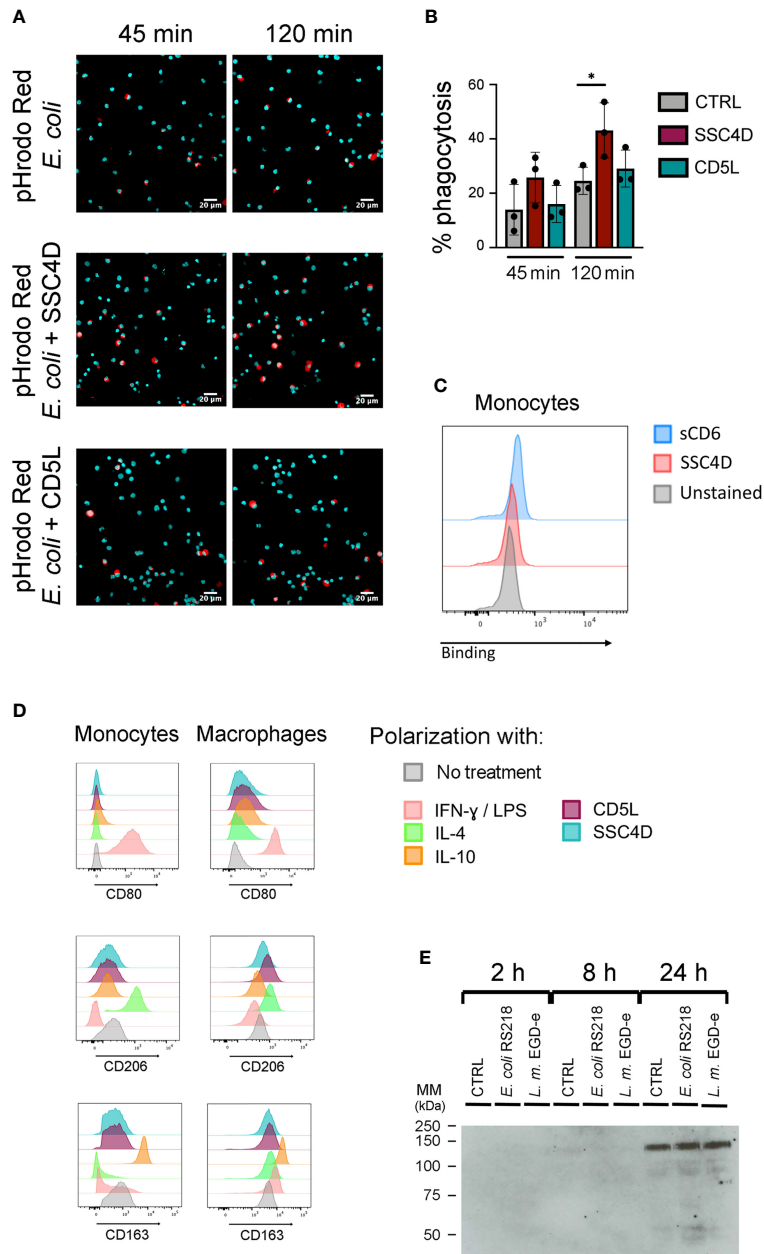 A
45 min
120 min
pHrodo Red
E. coli
20 µm
20 µm
pHrodo Red
E. coli + SSC4D
20 µm
20 µm
pHrodo Red
E. coli + CD5L
20 µm
20 µm
B
% phagocytosis
60
40
20
0
*
45 min
120 min
CTRL
SSC4D
CD5L
C
Monocytes
sCD6
SSC4D
Unstained
0
10³
10⁴
Binding
D
Monocytes
Macrophages
Polarization with:
No treatment
IFN-ɣ / LPS
IL-4
IL-10
CD5L
SSC4D
CD80
CD80
CD206
CD206
CD163
CD163
E
2 h
8 h
24 h
CTRL
E. coli RS218
L. m. EGD-e
CTRL
E. coli RS218
L. m. EGD-e
CTRL
E. coli RS218
L. m. EGD-e
MM
(kDa)
250
150
100
75
50